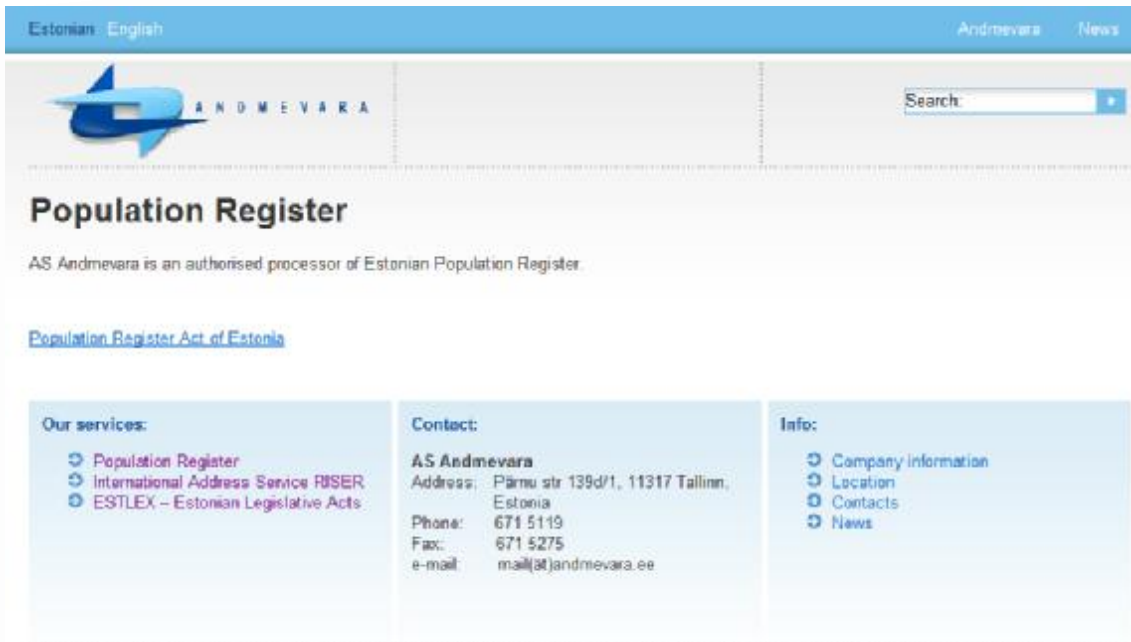 Estonian English Andmevara News
ANDMEVARA
Search:
Population Register
AS Andmevara is an authorised processor of Estonian Population Register.
Population Register Act of Estonia
Our services:
Population Register
International Address Service RISER
ESTLEX – Estonian Legislative Acts
Contact:
AS Andmevara
Address: Pärnu str 139d/1, 11317 Tallinn,
Estonia
Phone: 671 5119
Fax: 671 5275
e-mail: mail(ät)andmevara.ee
Info:
Company information
Location
Contacts
News